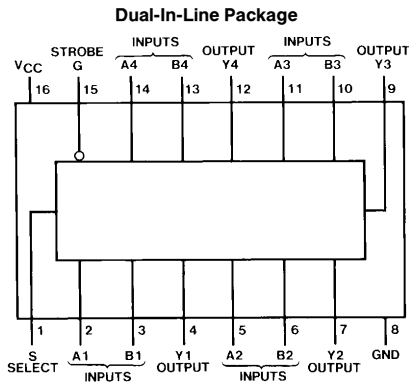 Dual-In-Line Package
STROBE INPUTS OUTPUT INPUTS OUTPUT
VCC G A4 B4 Y4 A3 B3 Y3
16 15 14 13 12 11 10 9
1 2 3 4 5 6 7 8
S A1 B1 Y1 A2 B2 Y2 GND
SELECT INPUTS OUTPUT INPUTS OUTPUT